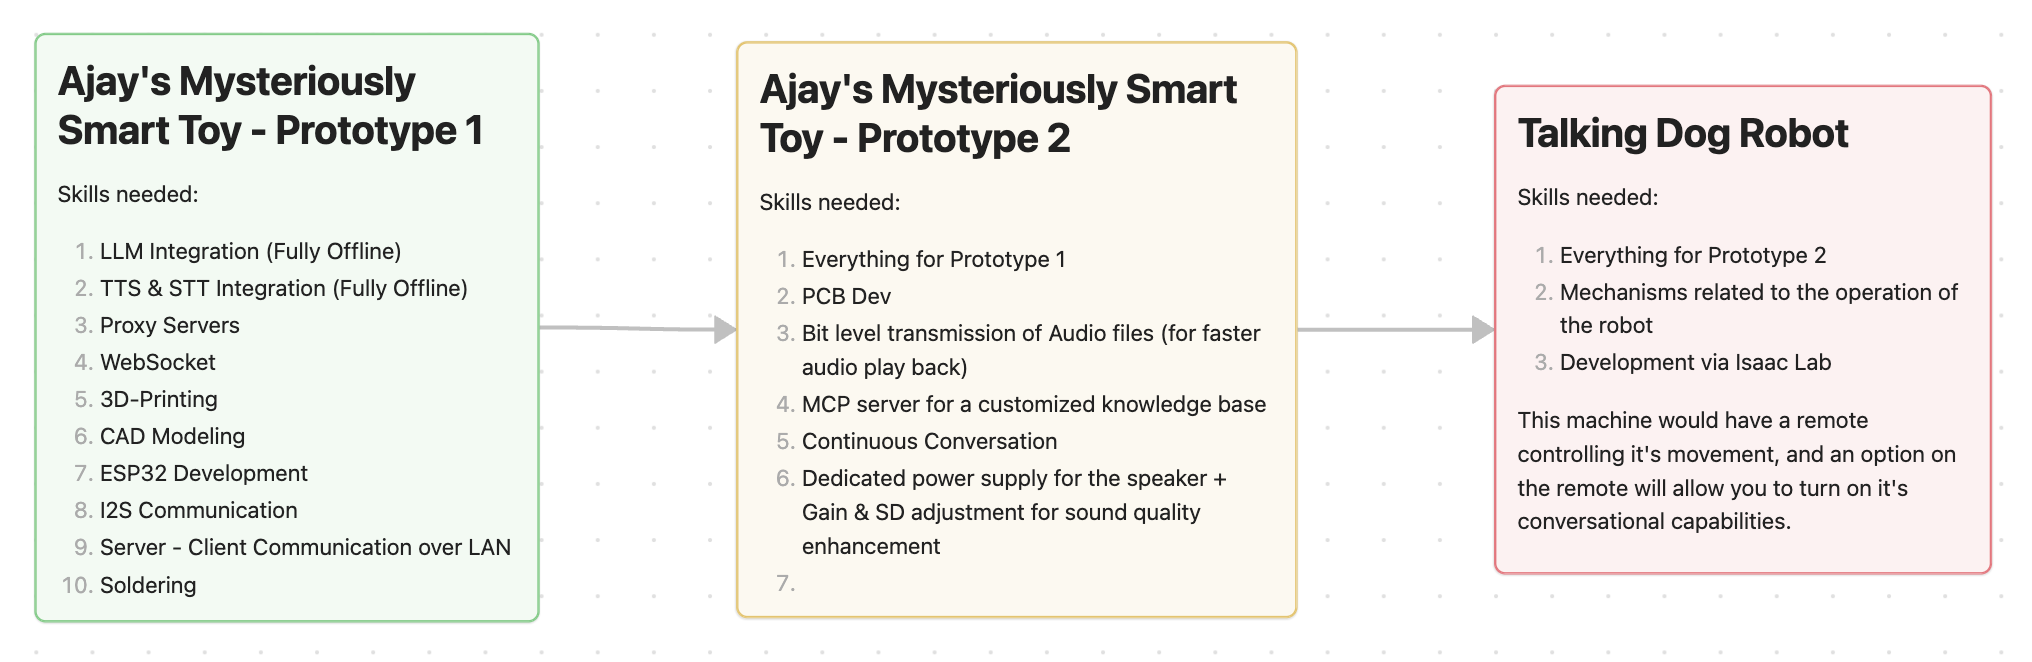 Ajay's Mysteriously
Smart Toy - Prototype 1
Skills needed:
1. LLM Integration (Fully Offline)
2. TTS & STT Integration (Fully Offline)
3. Proxy Servers
4. WebSocket
5. 3D-Printing
6. CAD Modeling
7. ESP32 Development
8. I2S Communication
9. Server - Client Communication over LAN
10. Soldering
Ajay's Mysteriously Smart
Toy - Prototype 2
Skills needed:
1. Everything for Prototype 1
2. PCB Dev
3. Bit level transmission of Audio files (for faster
audio play back)
4. MCP server for a customized knowledge base
5. Continuous Conversation
6. Dedicated power supply for the speaker +
Gain & SD adjustment for sound quality
enhancement
7.
Talking Dog Robot
Skills needed:
1. Everything for Prototype 2
2. Mechanisms related to the operation of
the robot
3. Development via Isaac Lab
This machine would have a remote
controlling it's movement, and an option on
the remote will allow you to turn on it's
conversational capabilities.